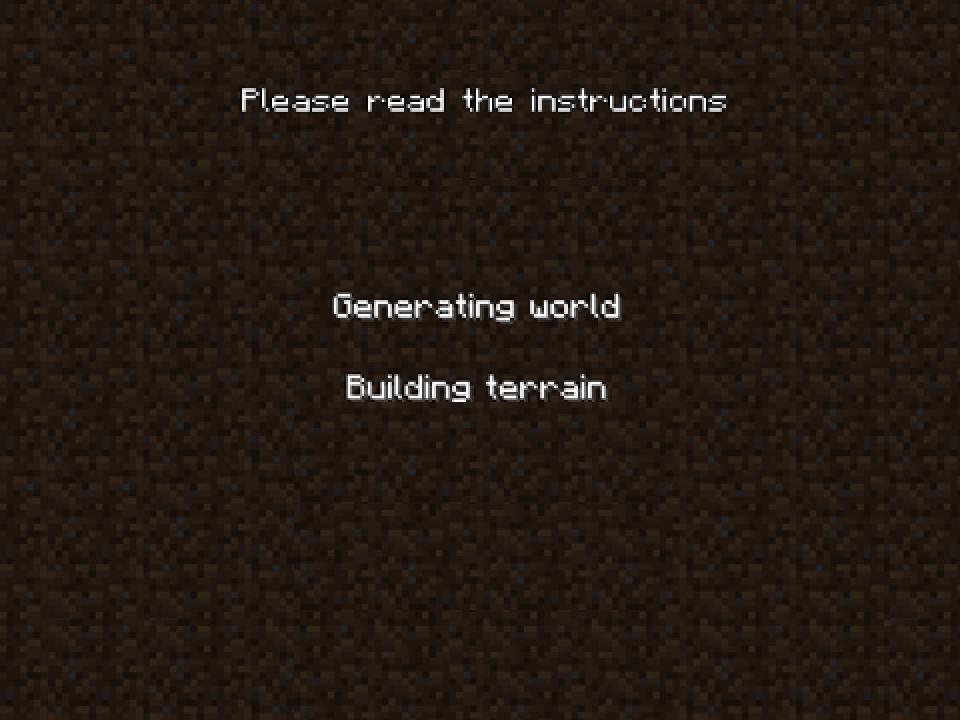 Please read the instructions
Generating world
Building terrain